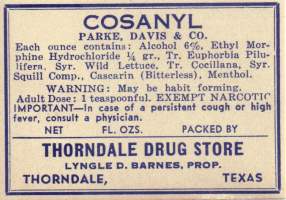 COSANYL
PARKE, DAVIS & CO.
Each ounce contains: Alcohol 6%, Ethyl Mor-
phine Hydrochloride ¼ gr., Tr. Euphorbia Pilu-
lifera, Syr. Wild Lettuce, Tr. Cocillana, Syr.
Squill Comp., Cascarin (Bitterless), Menthol.
WARNING: May be habit forming.
Adult Dose: 1 teaspoonful. EXEMPT NARCOTIC
IMPORTANT—In case of a persistent cough or high
fever, consult a physician.
NET FL. OZS. PACKED BY
THORNDALE DRUG STORE
LYNGLE D. BARNES, PROP.
THORNDALE, TEXAS